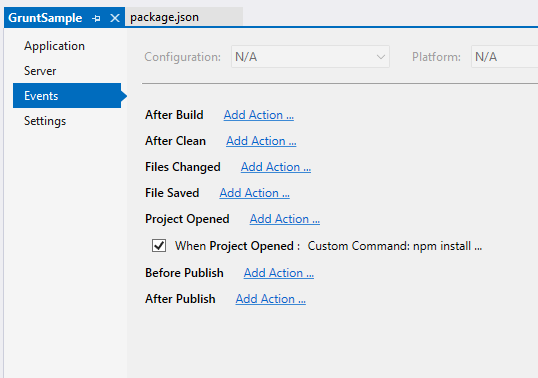 GruntSample package.json
Application
Server
Events
Settings
Configuration: N/A Platform: N/A
After Build Add Action ...
After Clean Add Action ...
Files Changed Add Action ...
File Saved Add Action ...
Project Opened Add Action ...
When Project Opened : Custom Command: npm install ...
Before Publish Add Action ...
After Publish Add Action ...